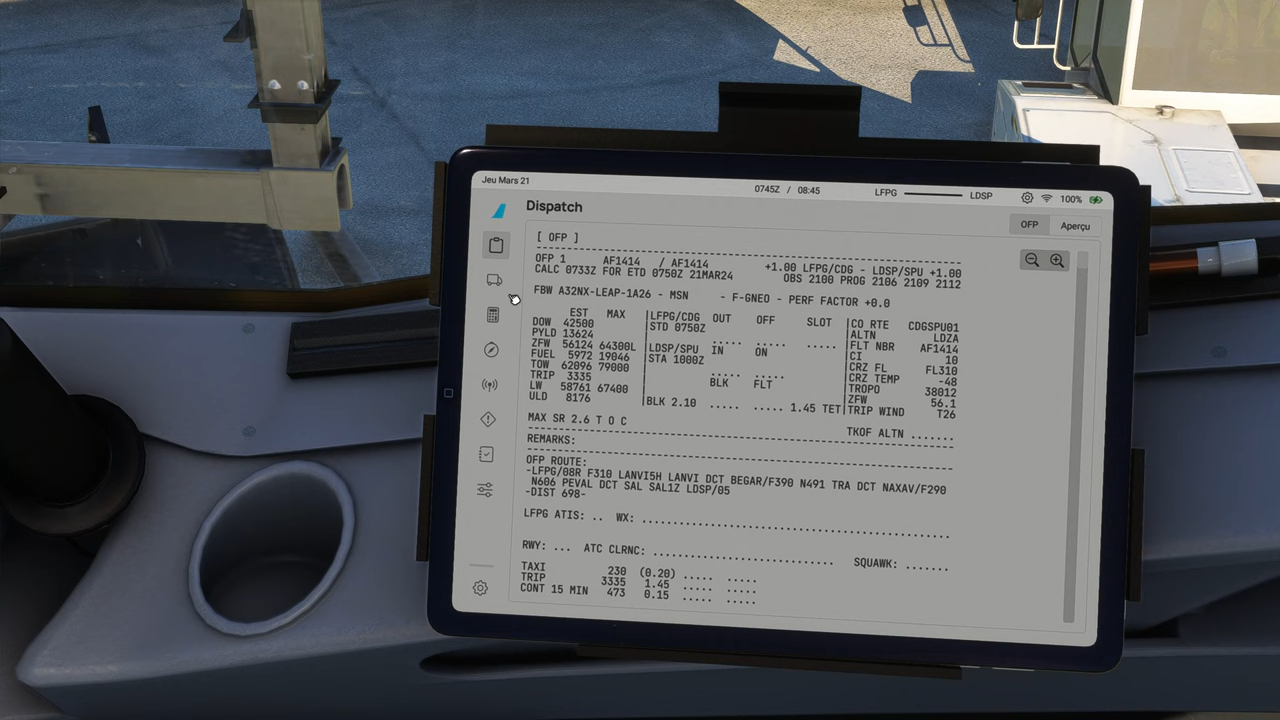 Jeu Mars 21
0745Z / 08:45
LFPG LDSP
100%
Dispatch
OFP Aperçu
[ OFP ]
OFP 1 AF1414 / AF1414 +1.00 LFPG/CDG - LDSP/SPU +1.00
CALC 0733Z FOR ETD 0750Z 21MAR24 OBS 2100 PROG 2106 2109 2112
FBW A32NX-LEAP-1A26 - MSN - F-GNEO - PERF FACTOR +0.0
EST MAX |LFPG/CDG OUT OFF SLOT |CO RTE CDGSPU01
DOW 42500 |STD 0750Z ..... ..... ..... |ALTN LDZA
PYLD 13624 |FLT NBR AF1414
ZFW 56124 64300L |LDSP/SPU IN ON |CI 10
FUEL 5972 19046 |STA 1000Z |CRZ FL FL310
TOW 62096 79000 ..... ..... |CRZ TEMP -48
TRIP 3335 BLK FLT |TROPO 38012
LW 58761 67400 |ZFW 56.1
ULD 8176 |BLK 2.10 ..... ..... 1.45 TET|TRIP WIND T26
MAX SR 2.6 T O C TKOF ALTN .......
REMARKS:
OFP ROUTE:
-LFPG/08R F310 LANVI5H LANVI DCT BEGAR/F390 N491 TRA DCT NAXAV/F290
N606 PEVAL DCT SAL SAL1Z LDSP/05
-DIST 698-
LFPG ATIS: .. WX: ...............................................
RWY: ... ATC CLRNC: ........................... SQUAWK: .......
TAXI 230 (0.20) ..... .....
TRIP 3335 1.45 ..... .....
CONT 15 MIN 473 0.15 ..... .....